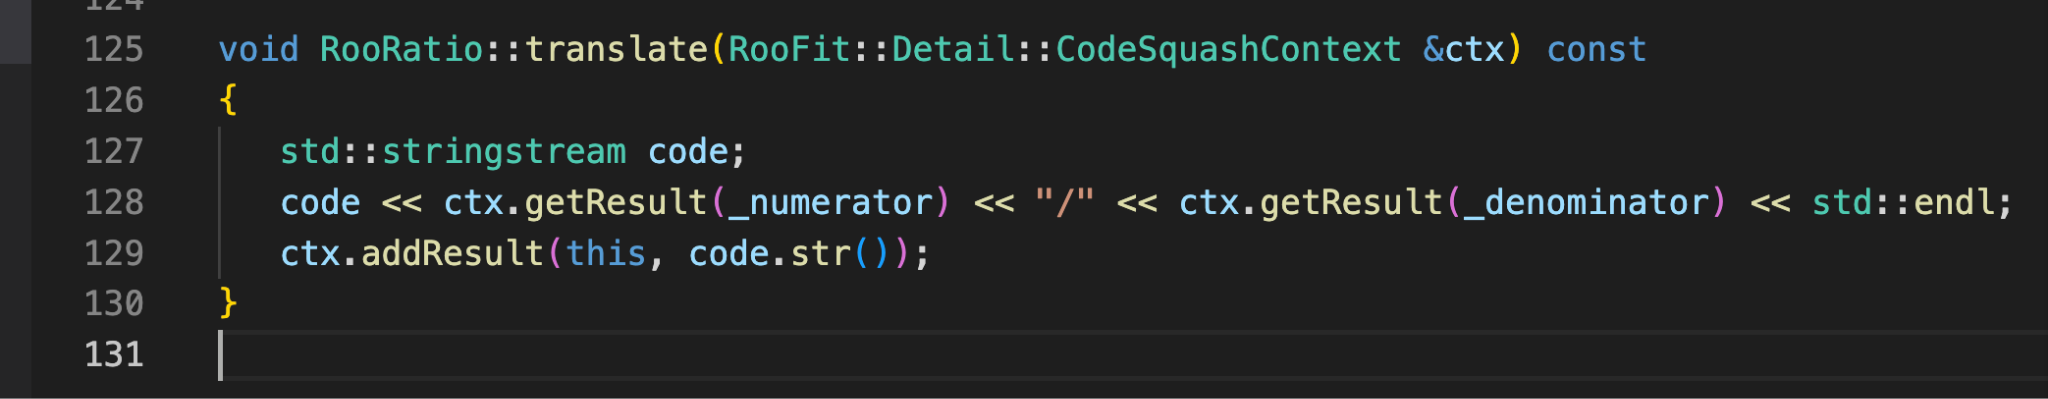 124
125 void RooRatio::translate(RooFit::Detail::CodeSquashContext &ctx) const
126 {
127 std::stringstream code;
128 code << ctx.getResult(_numerator) << "/" << ctx.getResult(_denominator) << std::endl;
129 ctx.addResult(this, code.str());
130 }
131